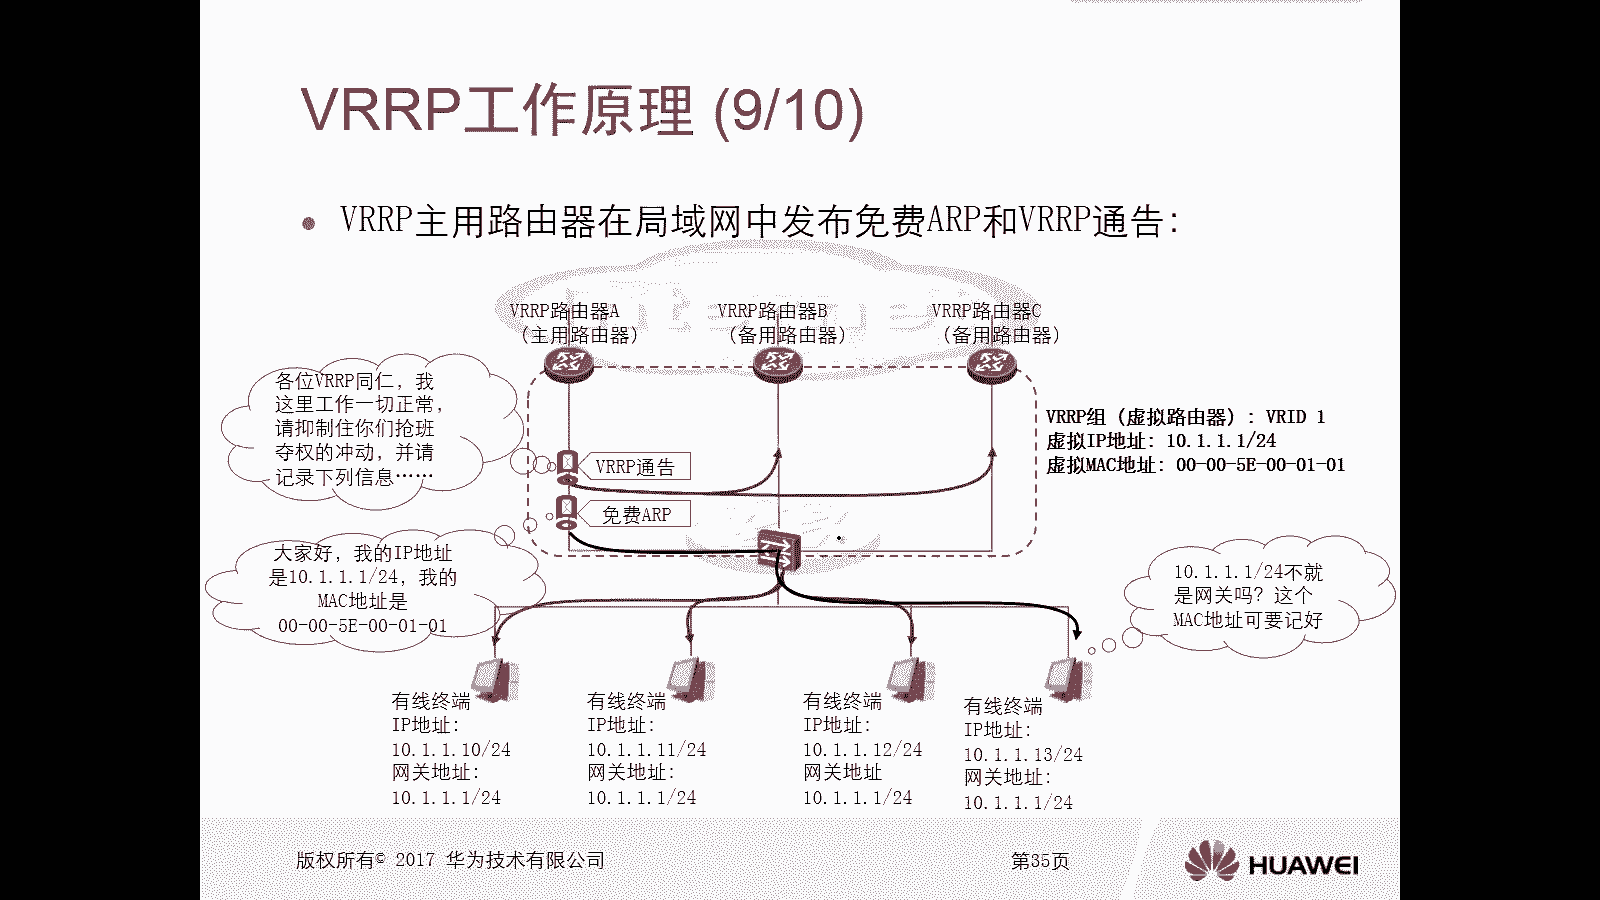 VRRP工作原理 (9/10)
VRRP主用路由器在局域网中发布免费ARP和VRRP通告：
Internet
VRRP路由器A
（主用路由器）
VRRP路由器B
（备用路由器）
VRRP路由器C
（备用路由器）
各位VRRP同仁，我
这里工作一切正常，
请抑制住你们抢班
夺权的冲动，并请
记录下列信息……
VRRP通告
免费ARP
VRRP组（虚拟路由器）：VRID 1
虚拟IP地址：10.1.1.1/24
虚拟MAC地址：00-00-5E-00-01-01
大家好，我的IP地址
是10.1.1.1/24，我的
MAC地址是
00-00-5E-00-01-01
10.1.1.1/24不就
是网关吗？这个
MAC地址可要记好
有线终端
IP地址：
10.1.1.10/24
网关地址：
10.1.1.1/24
有线终端
IP地址：
10.1.1.11/24
网关地址：
10.1.1.1/24
有线终端
IP地址：
10.1.1.12/24
网关地址
10.1.1.1/24
有线终端
IP地址：
10.1.1.13/24
网关地址：
10.1.1.1/24
版权所有© 2017 华为技术有限公司
第35页
HUAWEI